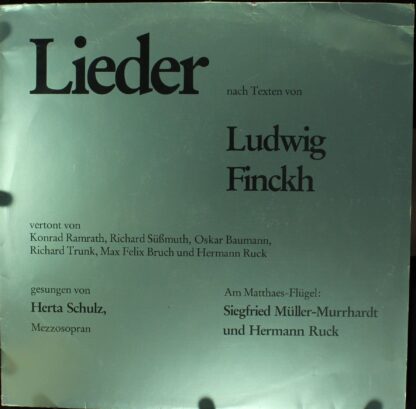 Lieder
nach Texten von
Ludwig
Finckh
vertont von
Konrad Ramrath, Richard Süßmuth, Oskar Baumann,
Richard Trunk, Max Felix Bruch und Hermann Ruck
gesungen von
Herta Schulz,
Mezzosopran
Am Matthaes-Flügel:
Siegfried Müller-Murrhardt
und Hermann Ruck